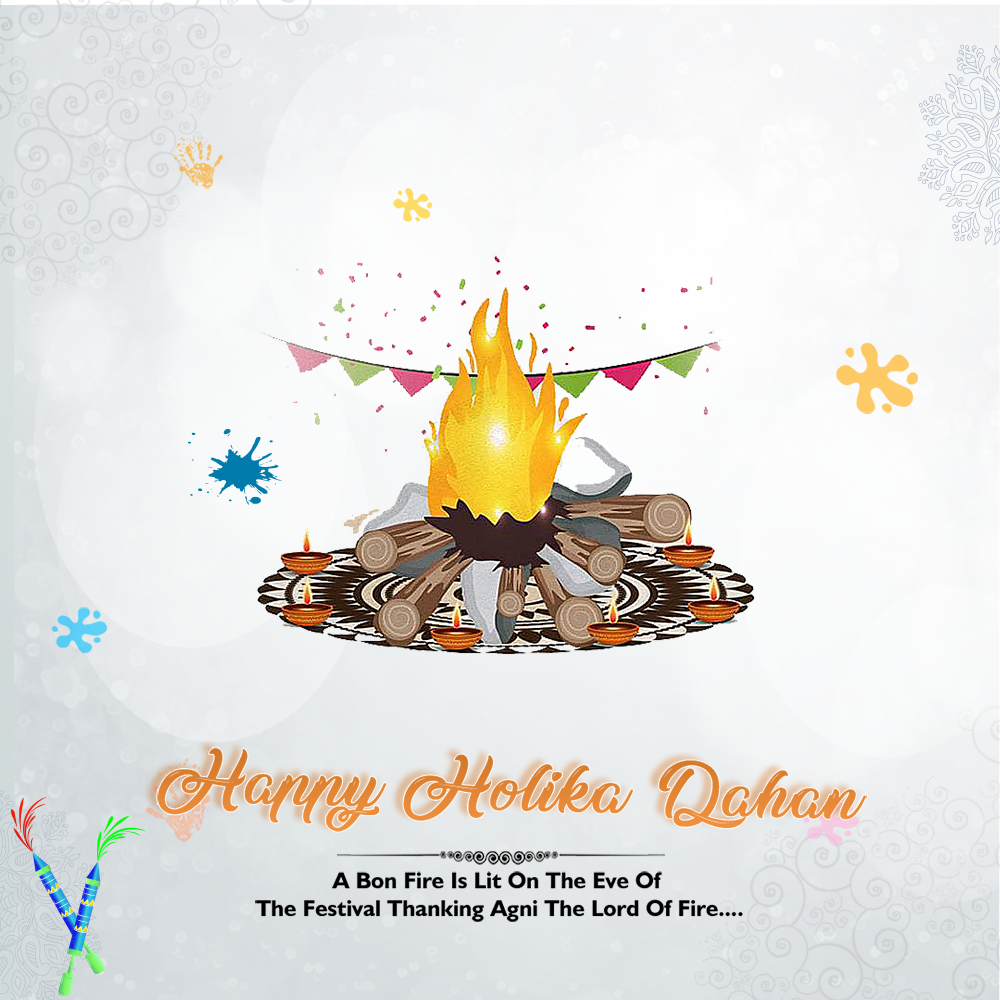 Happy Holika Dahan
A Bon Fire Is Lit On The Eve Of
The Festival Thanking Agni The Lord Of Fire....